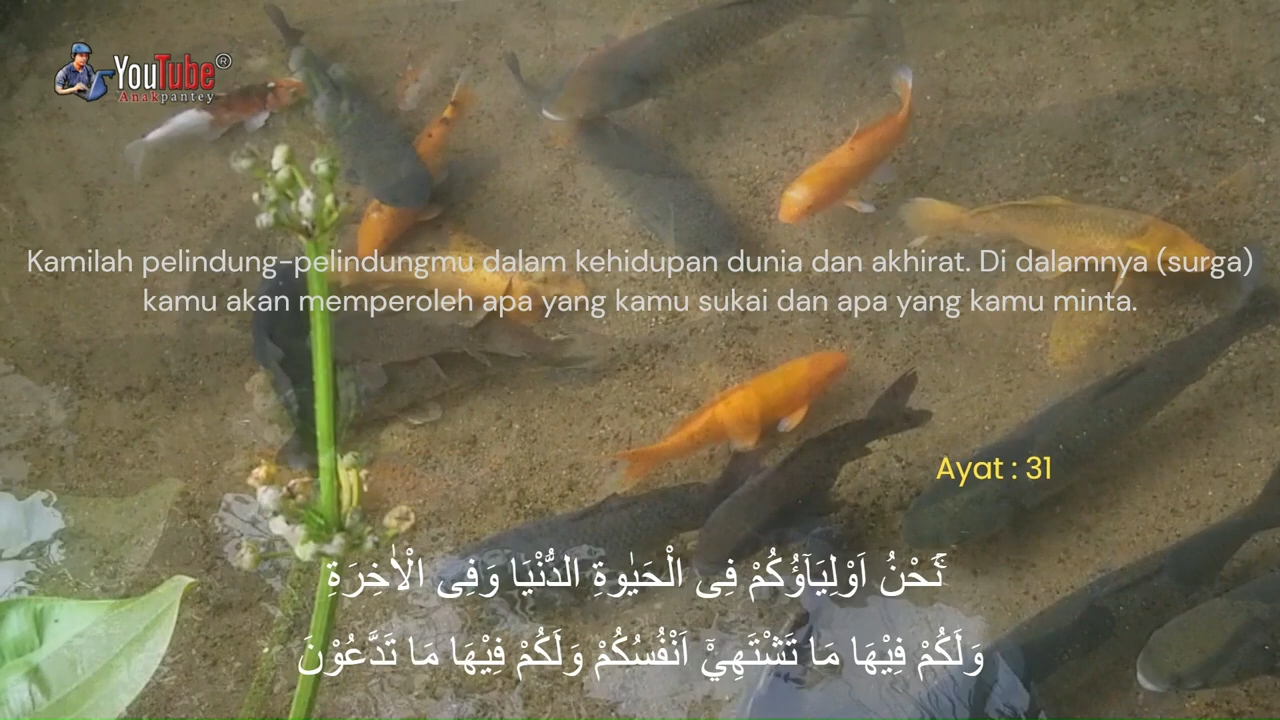 YouTube®
Anakpantey
Kamilah pelindung-pelindungmu dalam kehidupan dunia dan akhirat. Di dalamnya (surga)
kamu akan memperoleh apa yang kamu sukai dan apa yang kamu minta.
Ayat : 31
نَحْنُ اَوْلِيَآؤُكُمْ فِى الْحَيٰوةِ الدُّنْيَا وَفِى الْاٰخِرَةِ
وَلَكُمْ فِيْهَا مَا تَشْتَهِيْٓ اَنْفُسُكُمْ وَلَكُمْ فِيْهَا مَا تَدَّعُوْنَ